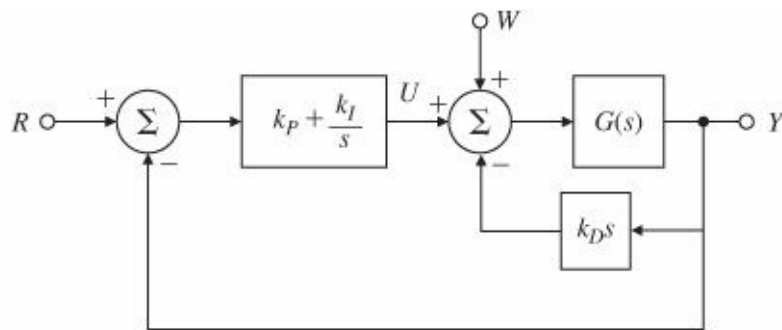 W
+
R + Σ − k_P + k_I/s U + Σ − G(s) Y
k_D s